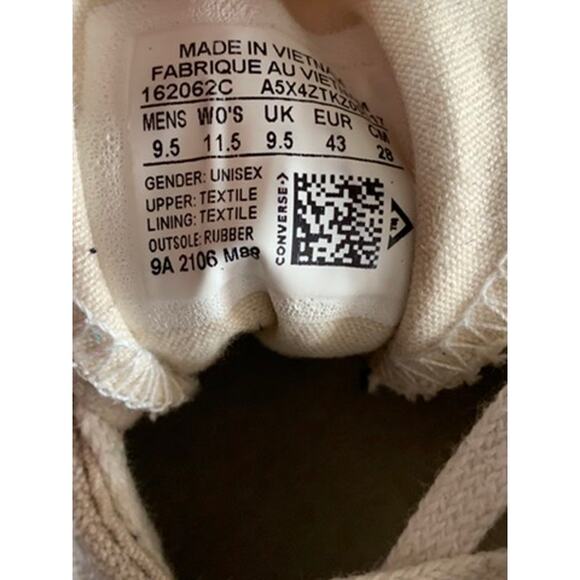 MADE IN VIETNAM
FABRIQUE AU VIETNAM
162062C
MENS WO'S UK EUR CM
9.5 11.5 9.5 43 28
GENDER: UNISEX
UPPER: TEXTILE
LINING: TEXTILE
OUTSOLE: RUBBER
9A 2106
CONVERSE